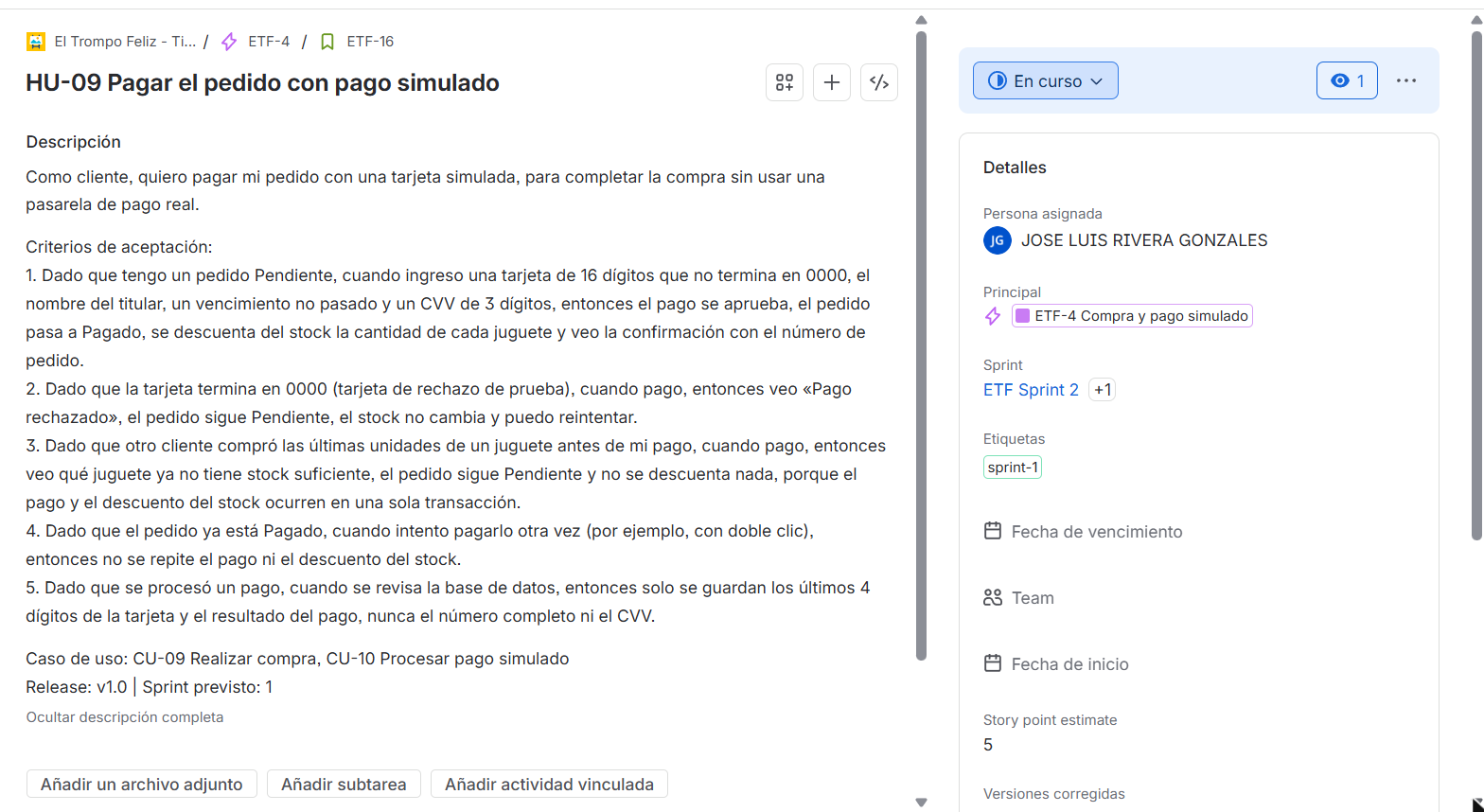 El Trompo Feliz - Ti... / ETF-4 / ETF-16
HU-09 Pagar el pedido con pago simulado
Descripción
Como cliente, quiero pagar mi pedido con una tarjeta simulada, para completar la compra sin usar una
pasarela de pago real.
Criterios de aceptación:
1. Dado que tengo un pedido Pendiente, cuando ingreso una tarjeta de 16 dígitos que no termina en 0000, el
nombre del titular, un vencimiento no pasado y un CVV de 3 dígitos, entonces el pago se aprueba, el pedido
pasa a Pagado, se descuenta del stock la cantidad de cada juguete y veo la confirmación con el número de
pedido.
2. Dado que la tarjeta termina en 0000 (tarjeta de rechazo de prueba), cuando pago, entonces veo «Pago
rechazado», el pedido sigue Pendiente, el stock no cambia y puedo reintentar.
3. Dado que otro cliente compró las últimas unidades de un juguete antes de mi pago, cuando pago, entonces
veo qué juguete ya no tiene stock suficiente, el pedido sigue Pendiente y no se descuenta nada, porque el
pago y el descuento del stock ocurren en una sola transacción.
4. Dado que el pedido ya está Pagado, cuando intento pagarlo otra vez (por ejemplo, con doble clic),
entonces no se repite el pago ni el descuento del stock.
5. Dado que se procesó un pago, cuando se revisa la base de datos, entonces solo se guardan los últimos 4
dígitos de la tarjeta y el resultado del pago, nunca el número completo ni el CVV.
Caso de uso: CU-09 Realizar compra, CU-10 Procesar pago simulado
Release: v1.0 | Sprint previsto: 1
Ocultar descripción completa
Añadir un archivo adjunto
Añadir subtarea
Añadir actividad vinculada
En curso
1
Detalles
Persona asignada
JG JOSE LUIS RIVERA GONZALES
Principal
ETF-4 Compra y pago simulado
Sprint
ETF Sprint 2 +1
Etiquetas
sprint-1
Fecha de vencimiento
Team
Fecha de inicio
Story point estimate
5
Versiones corregidas